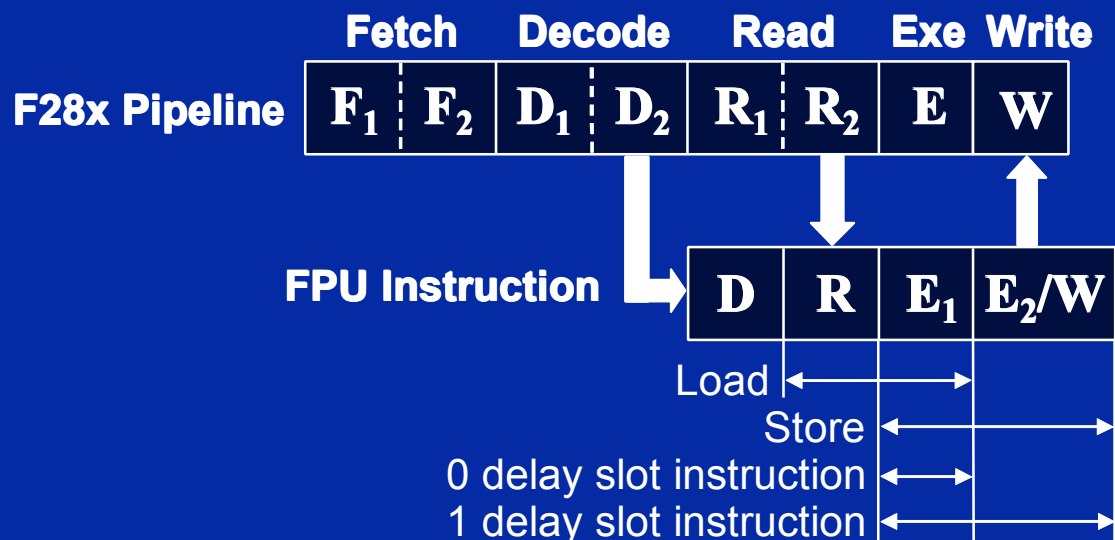 Fetch Decode Read Exe Write
F28x Pipeline F₁ F₂ D₁ D₂ R₁ R₂ E W
FPU Instruction D R E₁ E₂/W
Load
Store
0 delay slot instruction
1 delay slot instruction